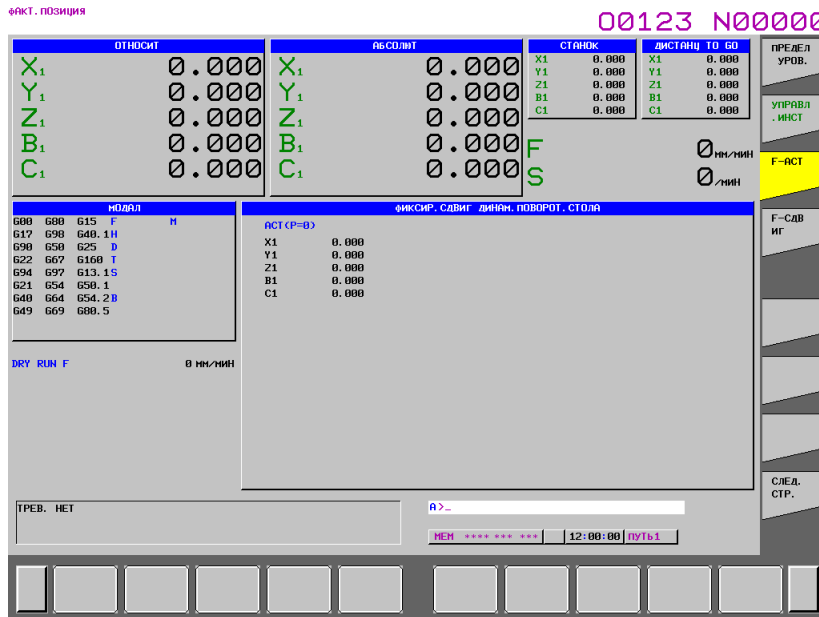 ФАКТ.ПОЗИЦИЯ
O0123 N00000
ОТНОСИТ
X1 0.000
Y1 0.000
Z1 0.000
B1 0.000
C1 0.000
АБСОЛЮТ
X1 0.000
Y1 0.000
Z1 0.000
B1 0.000
C1 0.000
СТАНОК
X1 0.000
Y1 0.000
Z1 0.000
B1 0.000
C1 0.000
ДИСТАНЦ TO GO
X1 0.000
Y1 0.000
Z1 0.000
B1 0.000
C1 0.000
F 0 ММ/МИН
S 0 /МИН
МОДАЛ
G00 G80 G15 F M
G17 G98 G40.1 H
G90 G50 G25 D
G22 G67 G160 T
G94 G97 G13.1 S
G21 G54 G50.1
G40 G64 G54.2 B
G49 G69 G80.5
DRY RUN F 0 ММ/МИН
ФИКСИР.СДВИГ ДИНАМ.ПОВОРОТ.СТОЛА
ACT(P=0)
X1 0.000
Y1 0.000
Z1 0.000
B1 0.000
C1 0.000
ТРЕВ. НЕТ
A>_
MEM **** *** ***
12:00:00
ПУТЬ1
ПРЕДЕЛ
УРОВ.
УПРАВЛ
.ИНСТ
F-ACT
F-СДВ
ИГ
СЛЕД.
СТР.